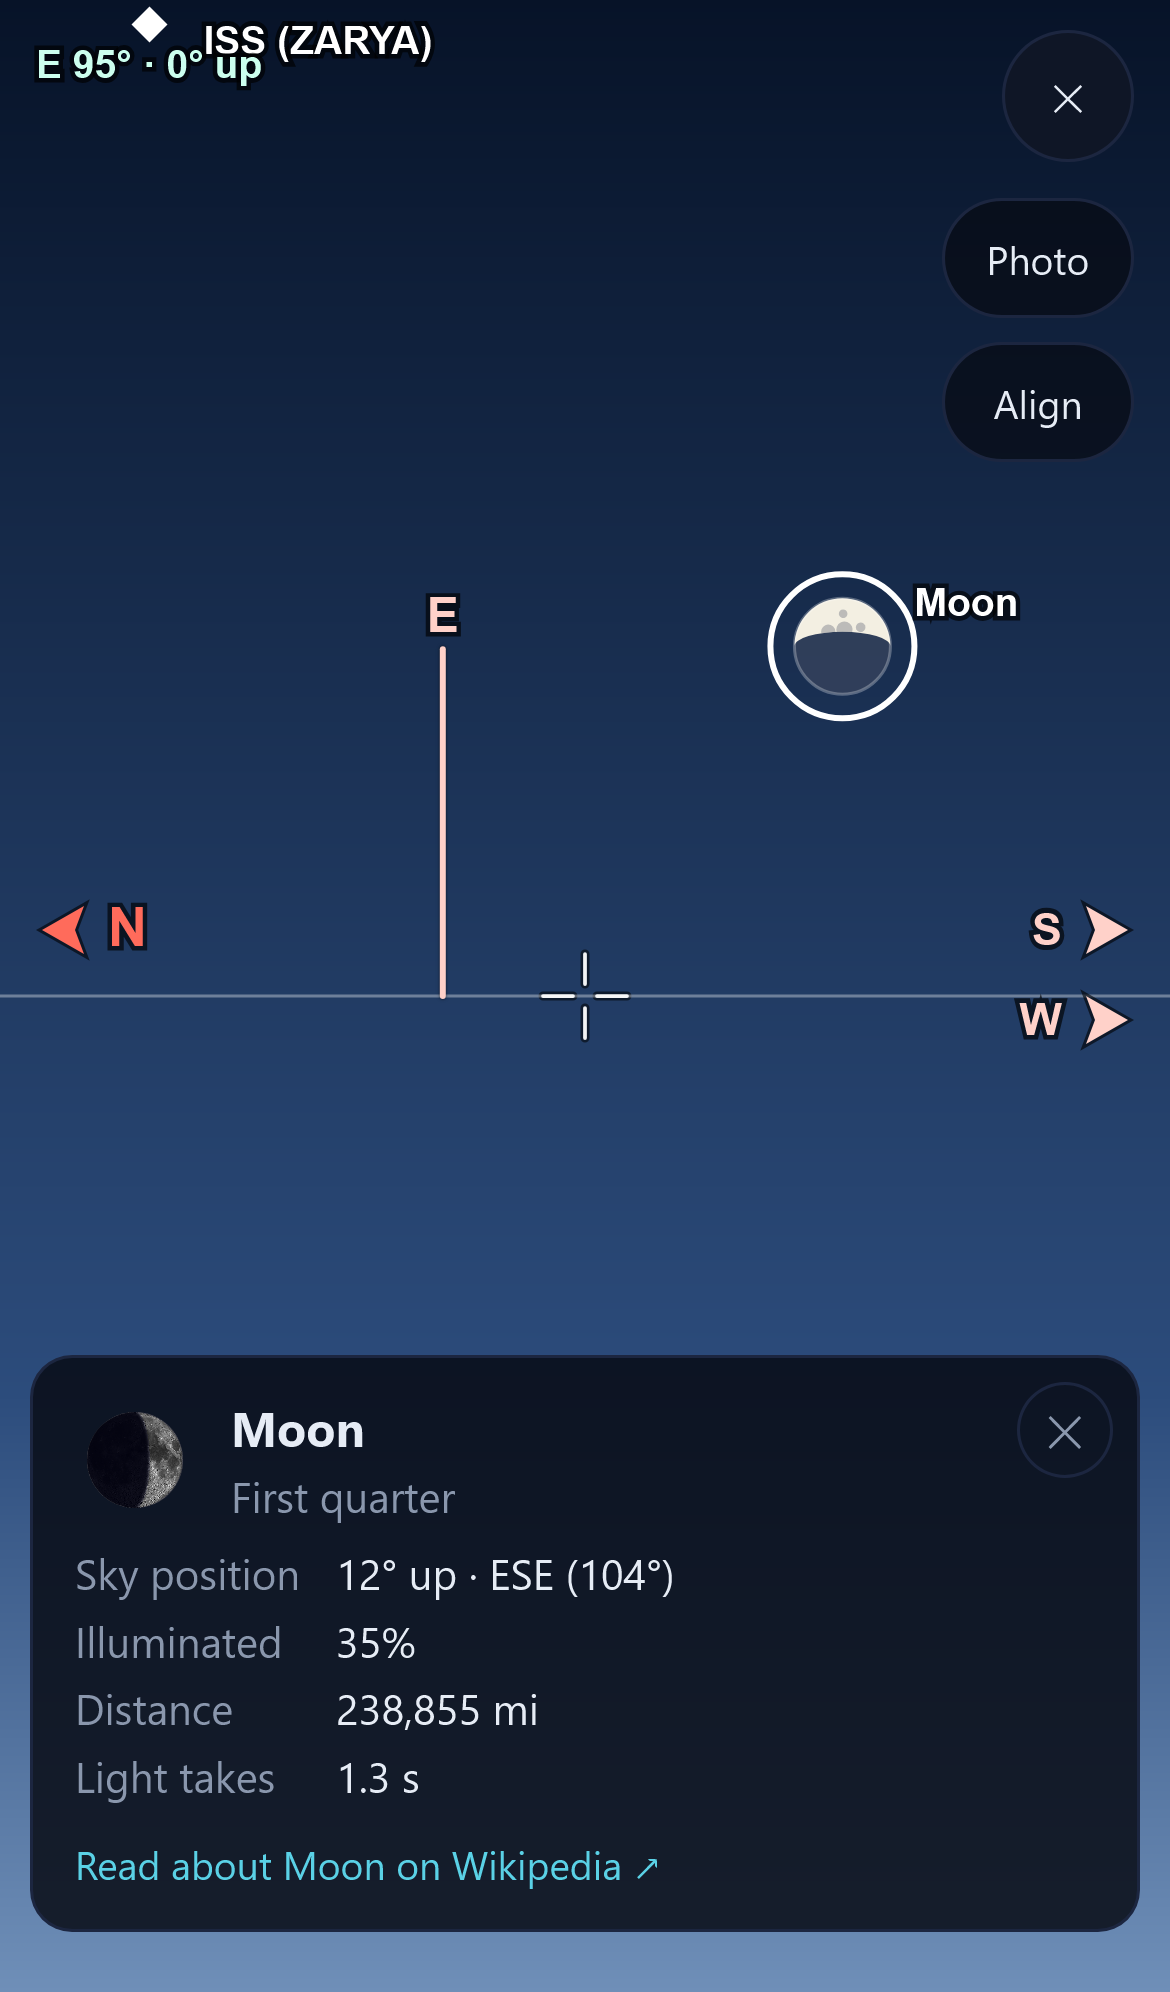 ISS (ZARYA)
E 95° · 0° up
×
Photo
Align
E
Moon
N
S
W
Moon
First quarter
Sky position 12° up · ESE (104°)
Illuminated 35%
Distance 238,855 mi
Light takes 1.3 s
Read about Moon on Wikipedia ↗